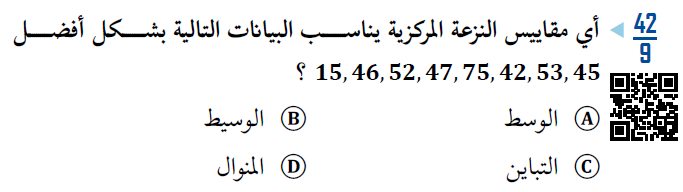 42/9 أي مقاييس النزعة المركزية يناسب البيانات التالية بشكل أفضل
15, 46, 52, 47, 75, 42, 53, 45 ؟
A الوسط B الوسيط
C التباين D المنوال